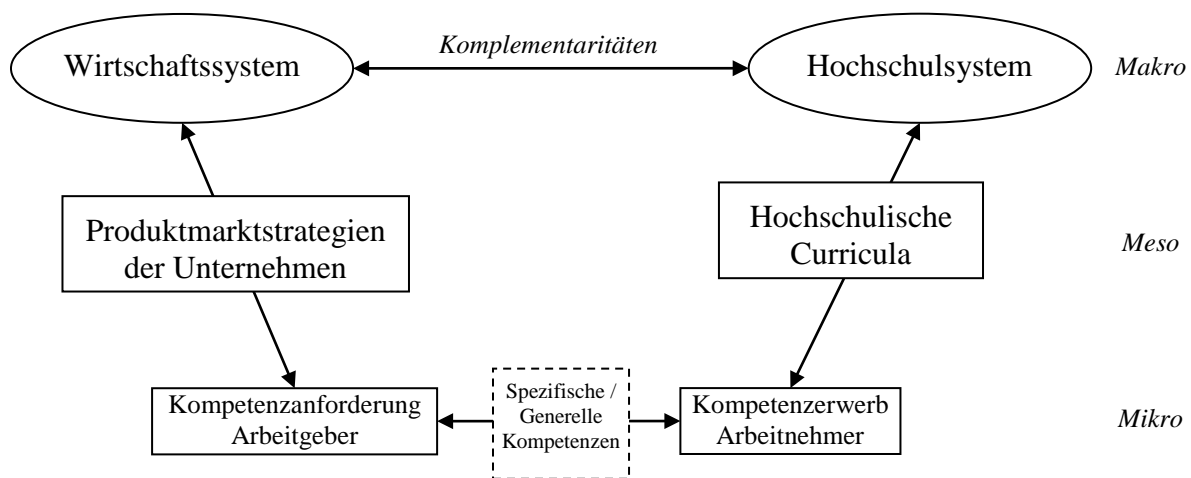 Komplementaritäten
Wirtschaftssystem
Hochschulsystem
Makro
Produktmarktstrategien
der Unternehmen
Hochschulische
Curricula
Meso
Kompetenzanforderung
Arbeitgeber
Spezifische /
Generelle
Kompetenzen
Kompetenzerwerb
Arbeitnehmer
Mikro